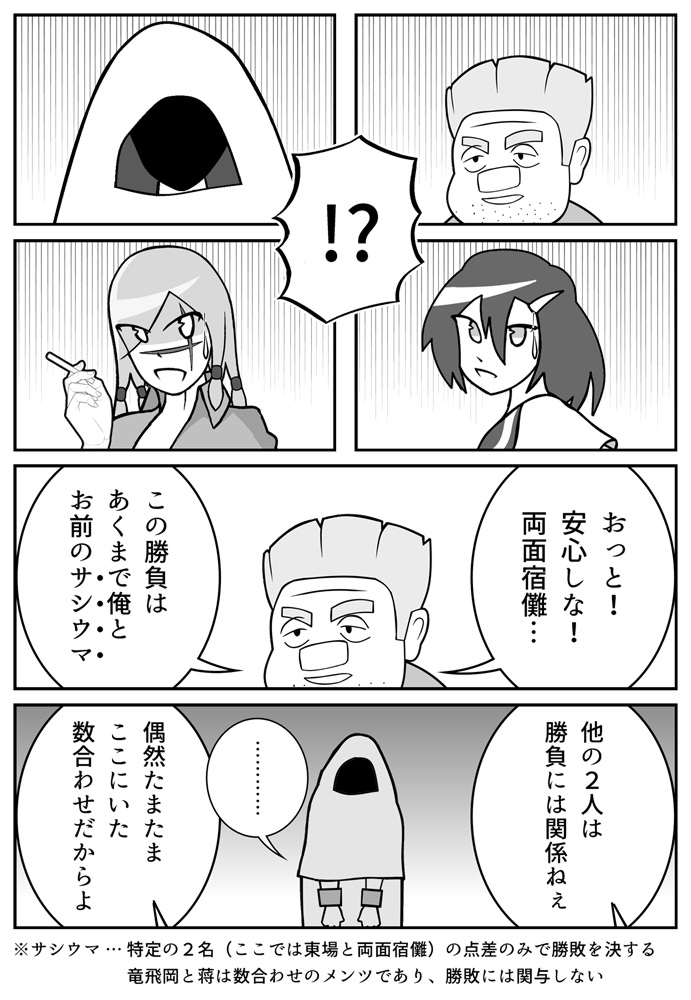 !?
おっと！
安心しな！
両面宿儺…
この勝負は
あくまで俺と
お前のサシウマ
他の２人は
勝負には関係ねぇ
…………
偶然たまたま
ここにいた
数合わせだからよ
※サシウマ … 特定の２名（ここでは東場と両面宿儺）の点差のみで勝敗を決する
竜飛岡と蒋は数合わせのメンツであり、勝敗には関与しない